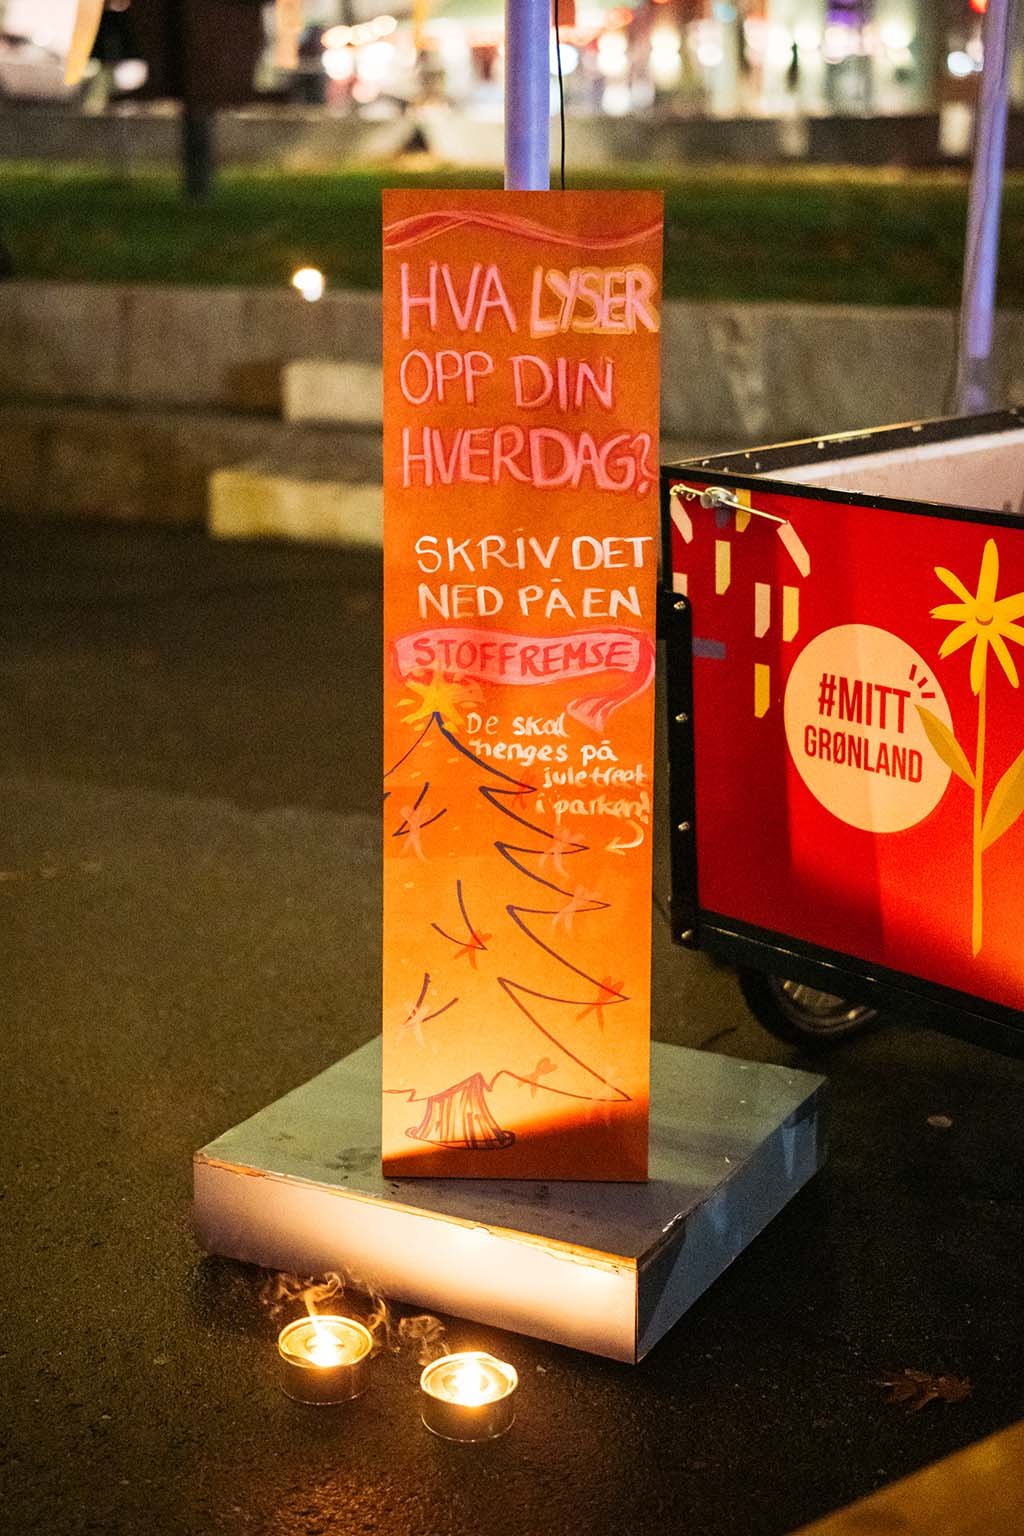 HVA LYSER
OPP DIN
HVERDAG?
SKRIV DET
NED PÅ EN
STOFFREMSE
De skal
henges på
juletreet
i parken!
#MITT
GRØNLAND